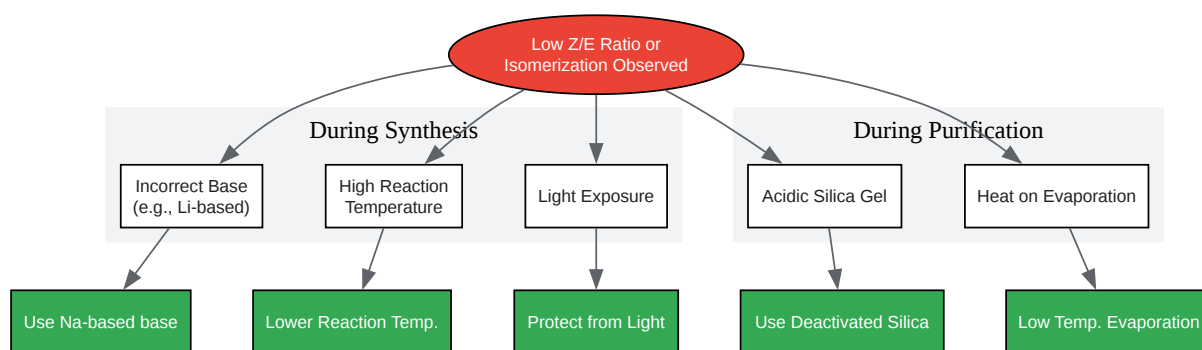 Low Z/E Ratio or
Isomerization Observed
During Synthesis
During Purification
Incorrect Base
(e.g., Li-based)
High Reaction
Temperature
Light Exposure
Acidic Silica Gel
Heat on Evaporation
Use Na-based base
Lower Reaction Temp.
Protect from Light
Use Deactivated Silica
Low Temp. Evaporation